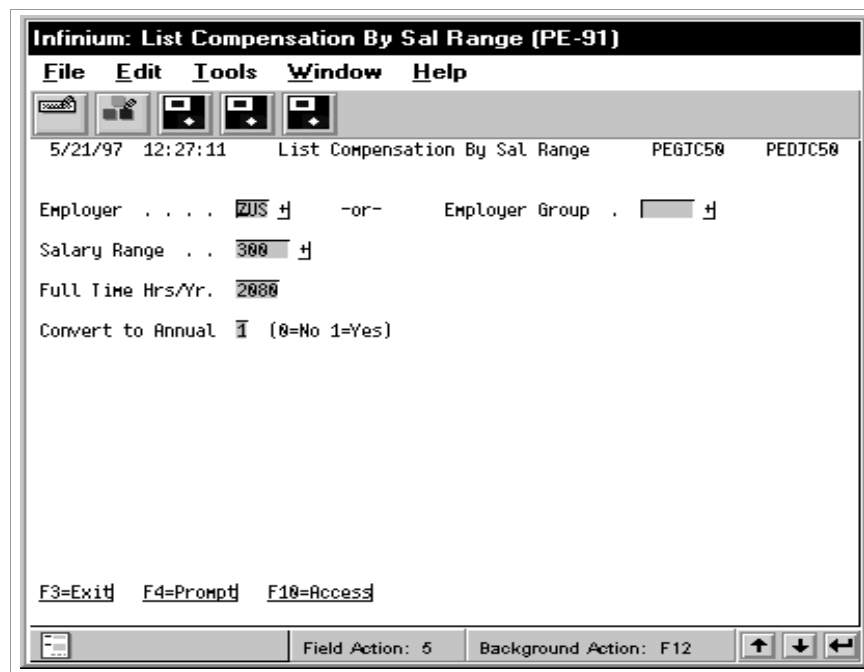 Infinium: List Compensation By Sal Range (PE-91)
File Edit Tools Window Help
5/21/97 12:27:11 List Compensation By Sal Range PEGJC50 PEDJC50
Employer . . . . ZUS + -or- Employer Group . +
Salary Range . . 300 +
Full Time Hrs/Yr. 2080
Convert to Annual 1 (0=No 1=Yes)
F3=Exit F4=Prompt F10=Access
Field Action: 5 Background Action: F12